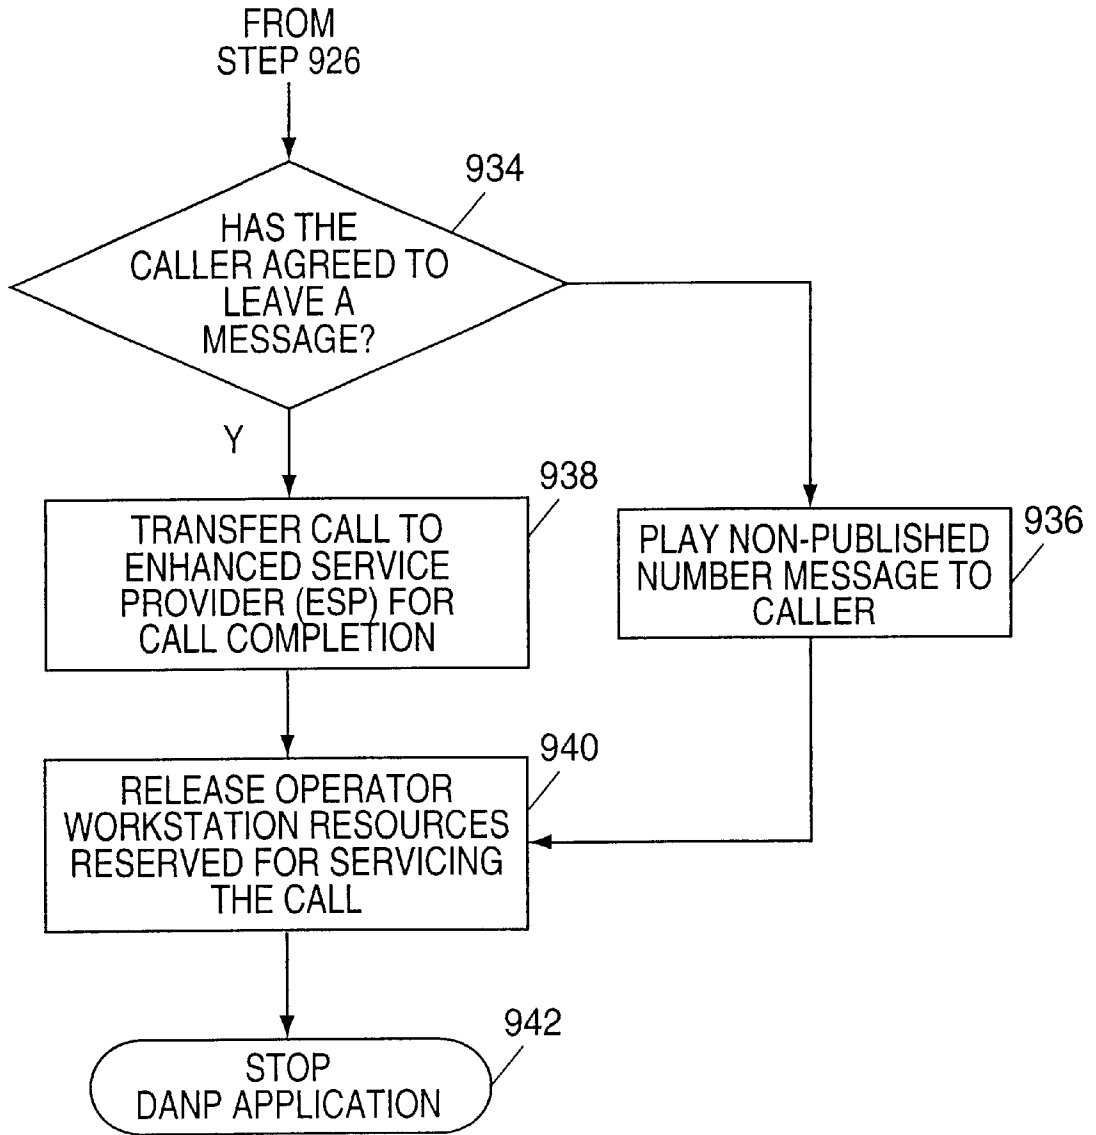 FROM
STEP 926
934
HAS THE
CALLER AGREED TO
LEAVE A
MESSAGE?
Y
938
TRANSFER CALL TO
ENHANCED SERVICE
PROVIDER (ESP) FOR
CALL COMPLETION
936
PLAY NON-PUBLISHED
NUMBER MESSAGE TO
CALLER
940
RELEASE OPERATOR
WORKSTATION RESOURCES
RESERVED FOR SERVICING
THE CALL
942
STOP
DANP APPLICATION